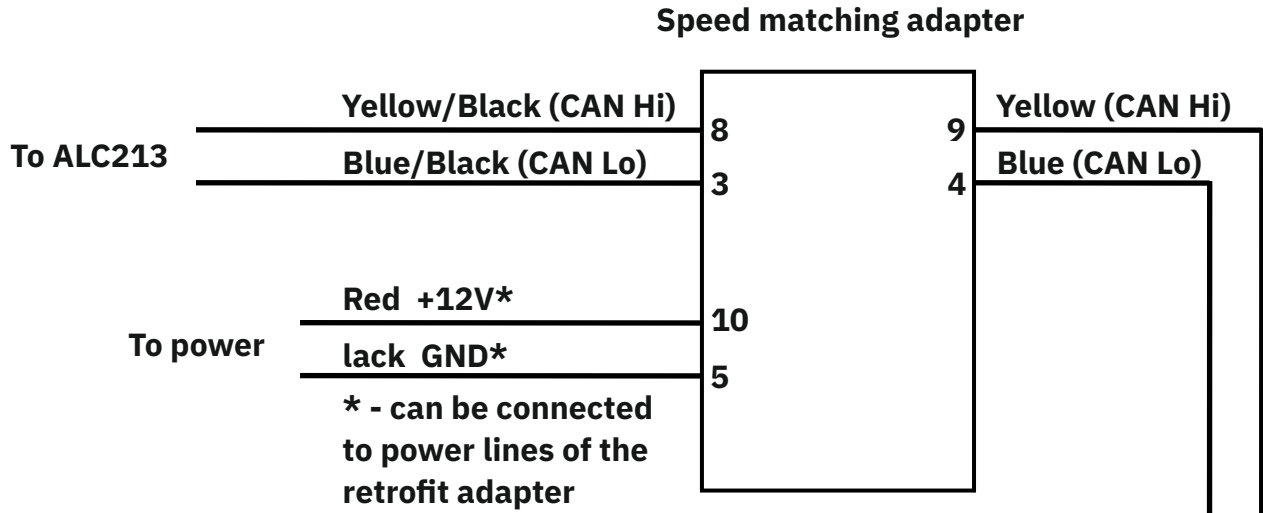 Speed matching adapter
Yellow/Black (CAN Hi)
8
9
Yellow (CAN Hi)
To ALC213
Blue/Black (CAN Lo)
3
4
Blue (CAN Lo)
Red +12V*
10
To power
lack GND*
5
* - can be connected
to power lines of the
retrofit adapter